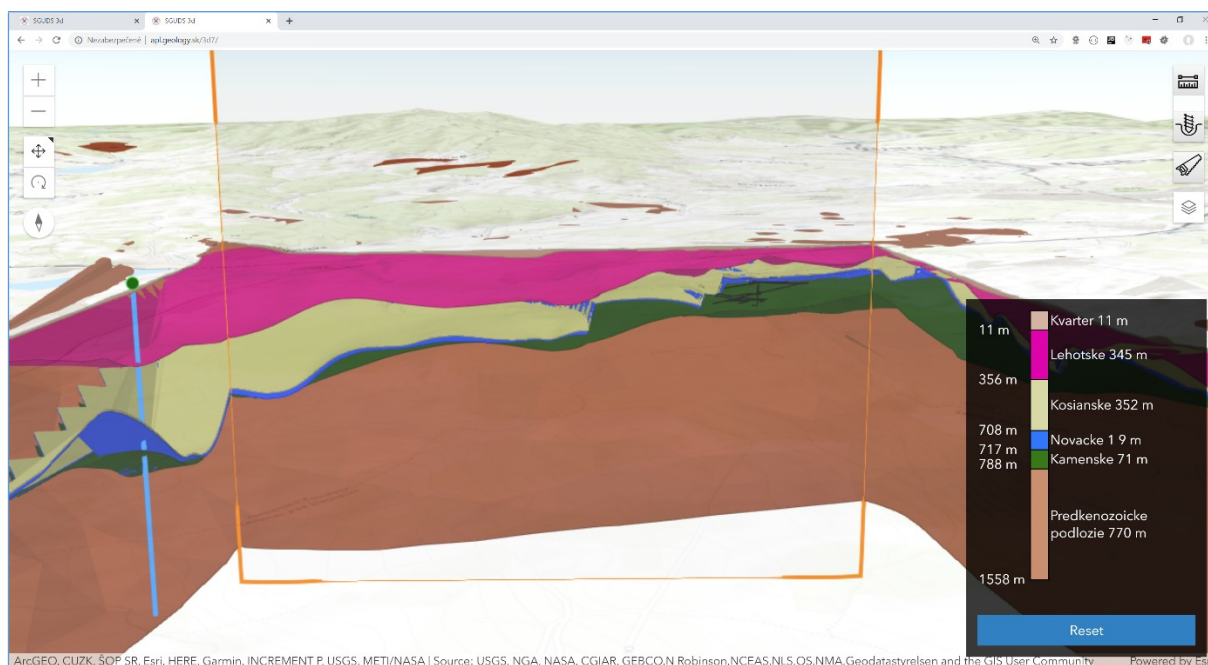 SGUDS 3d
SGUDS 3d
Nezabezpečené | apl.geology.sk/3d7/
Kvarter 11 m
11 m
Lehotske 345 m
356 m
Kosianske 352 m
708 m
Novacke 1 9 m
717 m
Kamenske 71 m
788 m
Predkenozoicke
podlozie 770 m
1558 m
Reset
ArcGEO, CUZK, ŠOP SR, Esri, HERE, Garmin, INCREMENT P, USGS, METI/NASA | Source: USGS, NGA, NASA, CGIAR, GEBCO,N Robinson,NCEAS,NLS,OS,NMA,Geodatastyrelsen and the GIS User Community
Powered by Es